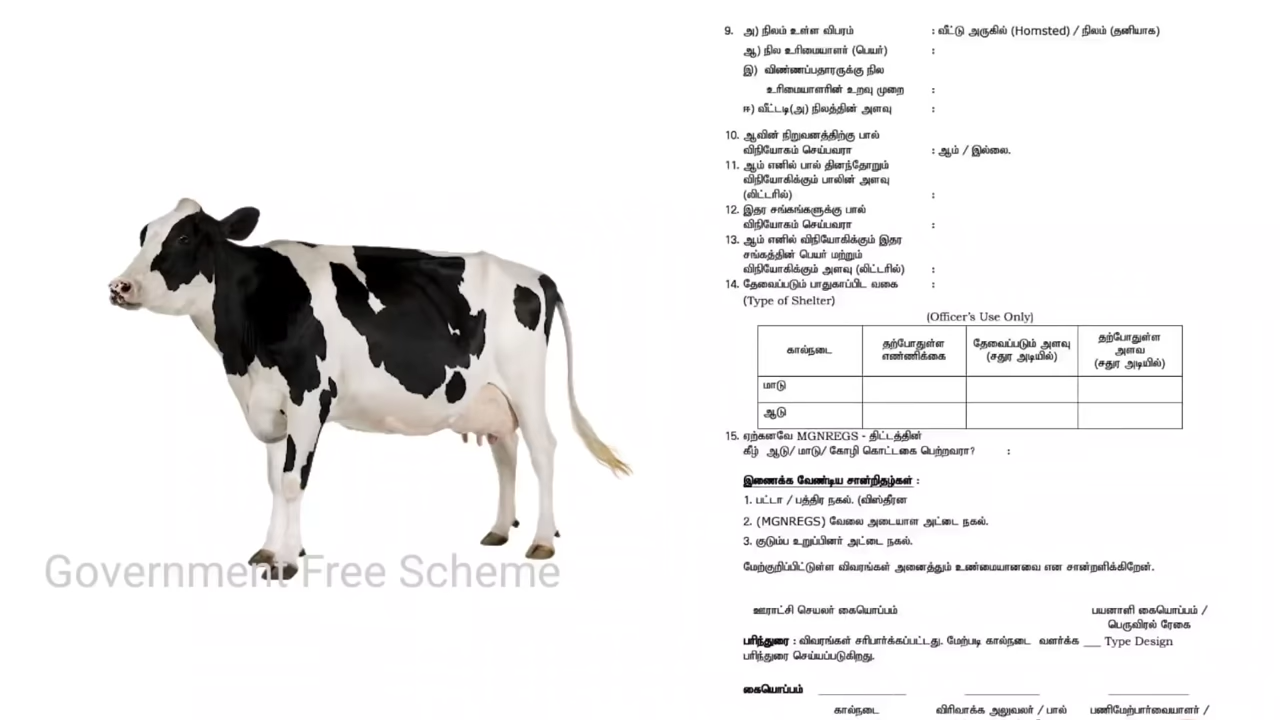 Government Free Scheme
9. அ) நிலம் உள்ள விபரம் : வீட்டு அருகில் (Homsted) / நிலம் (தனியாக)
ஆ) நில உரிமையாளர் (பெயர்) :
இ) விண்ணப்பதாரருக்கு நில
உரிமையாளரின் உறவு முறை :
ஈ) வீட்டடி(அ) நிலத்தின் அளவு :
10. ஆவின் நிறுவனத்திற்கு பால்
விநியோகம் செய்பவரா : ஆம் / இல்லை.
11. ஆம் எனில் பால் தினந்தோறும்
விநியோகிக்கும் பாலின் அளவு
(லிட்டரில்) :
12. இதர சங்கங்களுக்கு பால்
விநியோகம் செய்பவரா :
13. ஆம் எனில் விநியோகிக்கும் இதர
சங்கத்தின் பெயர் மற்றும்
விநியோகிக்கும் அளவு (லிட்டரில்) :
14. தேவைப்படும் பாதுகாப்பிட வகை :
(Type of Shelter)
(Officer's Use Only)
கால்நடை தற்போதுள்ள எண்ணிக்கை தேவைப்படும் அளவு (சதுர அடியில்) தற்போதுள்ள அளவ (சதுர அடியில்)
மாடு
ஆடு
15. ஏற்கனவே MGNREGS - திட்டத்தின்
கீழ் ஆடு/ மாடு/ கோழி கொட்டகை பெற்றவரா? :
இணைக்க வேண்டிய சான்றிதழ்கள் :
1. பட்டா / பத்திர நகல். (விஸ்தீரன
2. (MGNREGS) வேலை அடையாள அட்டை நகல்.
3. குடும்ப உறுப்பினர் அட்டை நகல்.
மேற்குறிப்பிட்டுள்ள விவரங்கள் அனைத்தும் உண்மையானவை என சான்றளிக்கிறேன்.
ஊராட்சி செயலர் கையொப்பம் பயனாளி கையொப்பம் /
பெருவிரல் ரேகை
பரிந்துரை : விவரங்கள் சரிபார்க்கப்பட்டது. மேற்படி கால்நடை வளர்க்க ___ Type Design
பரிந்துரை செய்யப்படுகிறது.
கையொப்பம்
கால்நடை விரிவாக்க அலுவலர் / பால் பணிமேற்பார்வையாளர் /